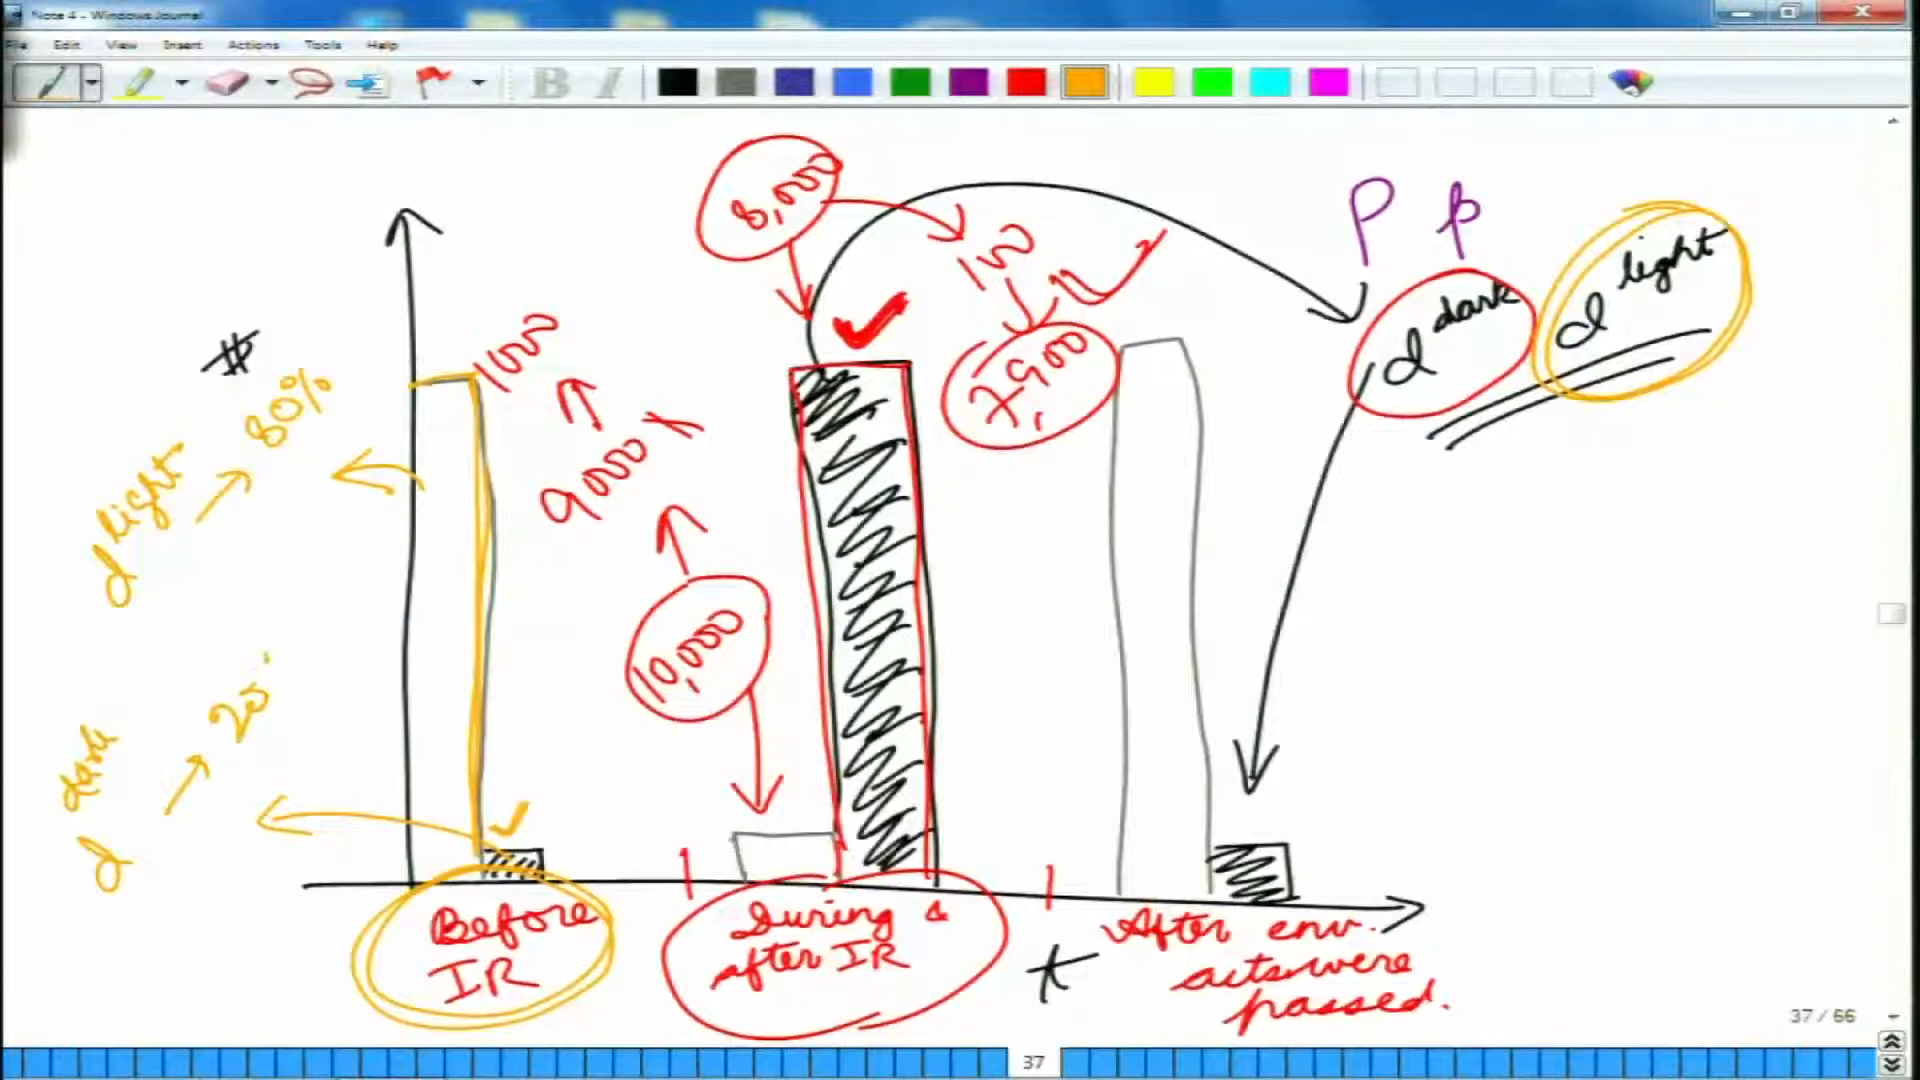 Note 4 - Windows Journal
File Edit View Insert Actions Tools Help
B I
8,000
100
7,900
P p
d dark
d light
#
1000
9000 X
10,000
d light → 80%
d dark → 20
Before
IR
During &
after IR
t
After env.
acts were
passed.
37 / 66
37